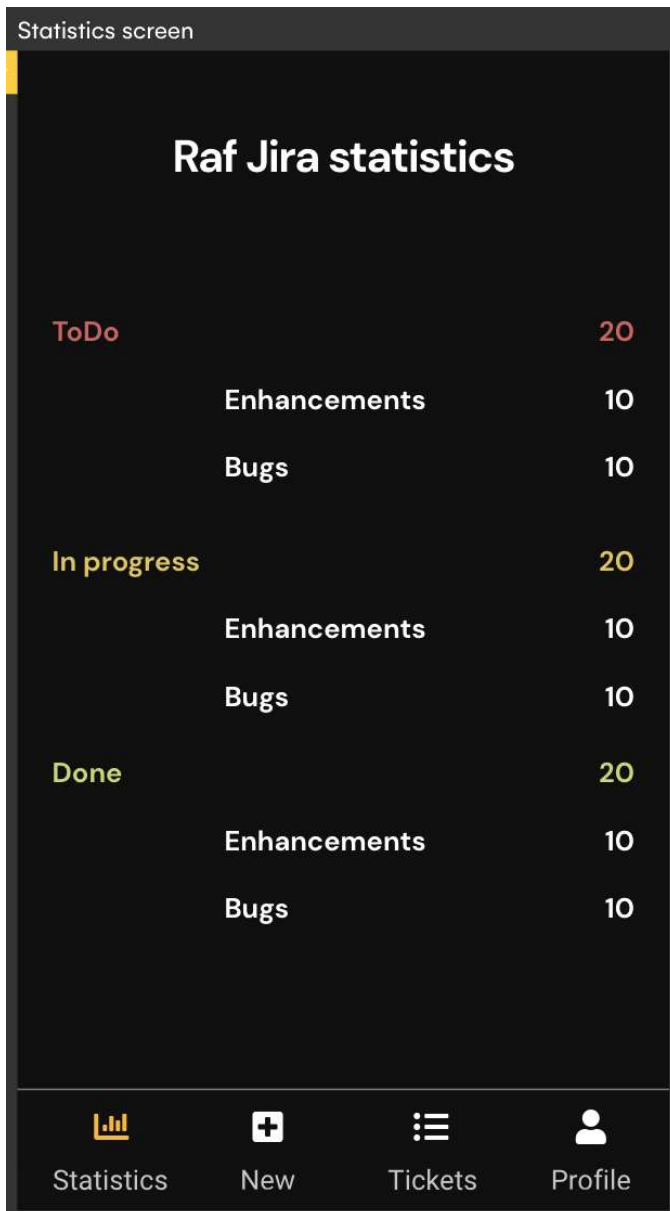 Statistics screen
Raf Jira statistics
ToDo 20
Enhancements 10
Bugs 10
In progress 20
Enhancements 10
Bugs 10
Done 20
Enhancements 10
Bugs 10
Statistics New Tickets Profile